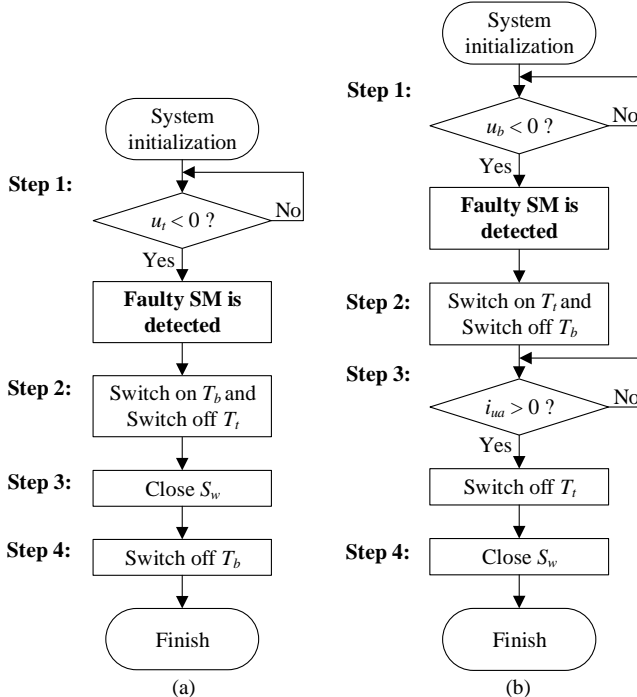 System
initialization
Step 1:
u_t < 0 ?
No
Yes
Faulty SM is
detected
Step 2:
Switch on T_b and
Switch off T_t
Step 3:
Close S_w
Step 4:
Switch off T_b
Finish
(a)
System
initialization
Step 1:
u_b < 0 ?
No
Yes
Faulty SM is
detected
Step 2:
Switch on T_t and
Switch off T_b
Step 3:
i_ua > 0 ?
No
Yes
Switch off T_t
Step 4:
Close S_w
Finish
(b)